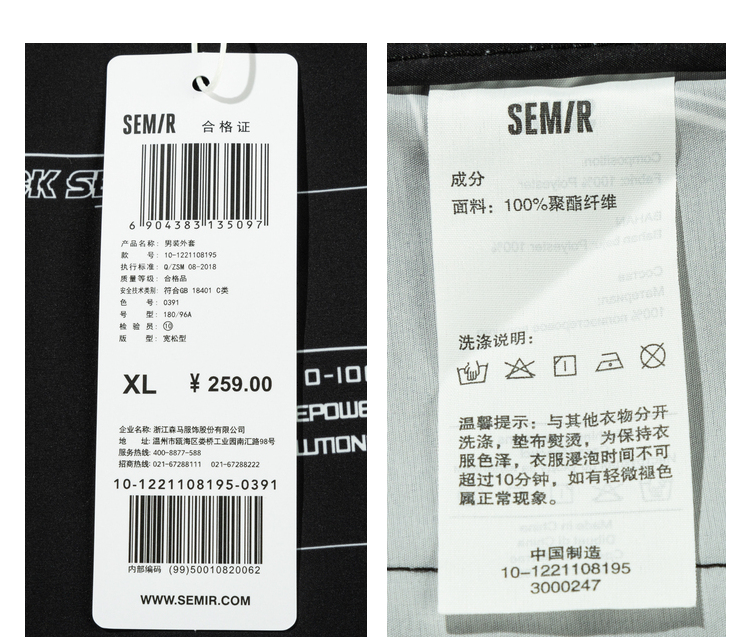 SEMIR 合格证
6 904383 135097
产品名称: 男装外套
款 号: 10-1221108195
执行标准: Q/ZSM 08-2018
质量等级: 合格品
安全技术类别: 符合GB 18401 C类
色 号: 0391
号 型: 180/96A
检 验 员: ⑩
版 型: 宽松型
XL ¥ 259.00
企业名称: 浙江森马服饰股份有限公司
地 址: 温州市瓯海区娄桥工业园南汇路98号
服务热线: 400-8877-588
招商热线: 021-67288111 021-67288222
10-1221108195-0391
内部编码 (99)50010820062
WWW.SEMIR.COM
CK SE
0-101
EPOWE
LUTION
SEMIR
成分
面料: 100%聚酯纤维
洗涤说明:
温馨提示: 与其他衣物分开
洗涤, 垫布熨烫, 为保持衣
服色泽, 衣服浸泡时间不可
超过10分钟, 如有轻微褪色
属正常现象。
中国制造
10-1221108195
3000247